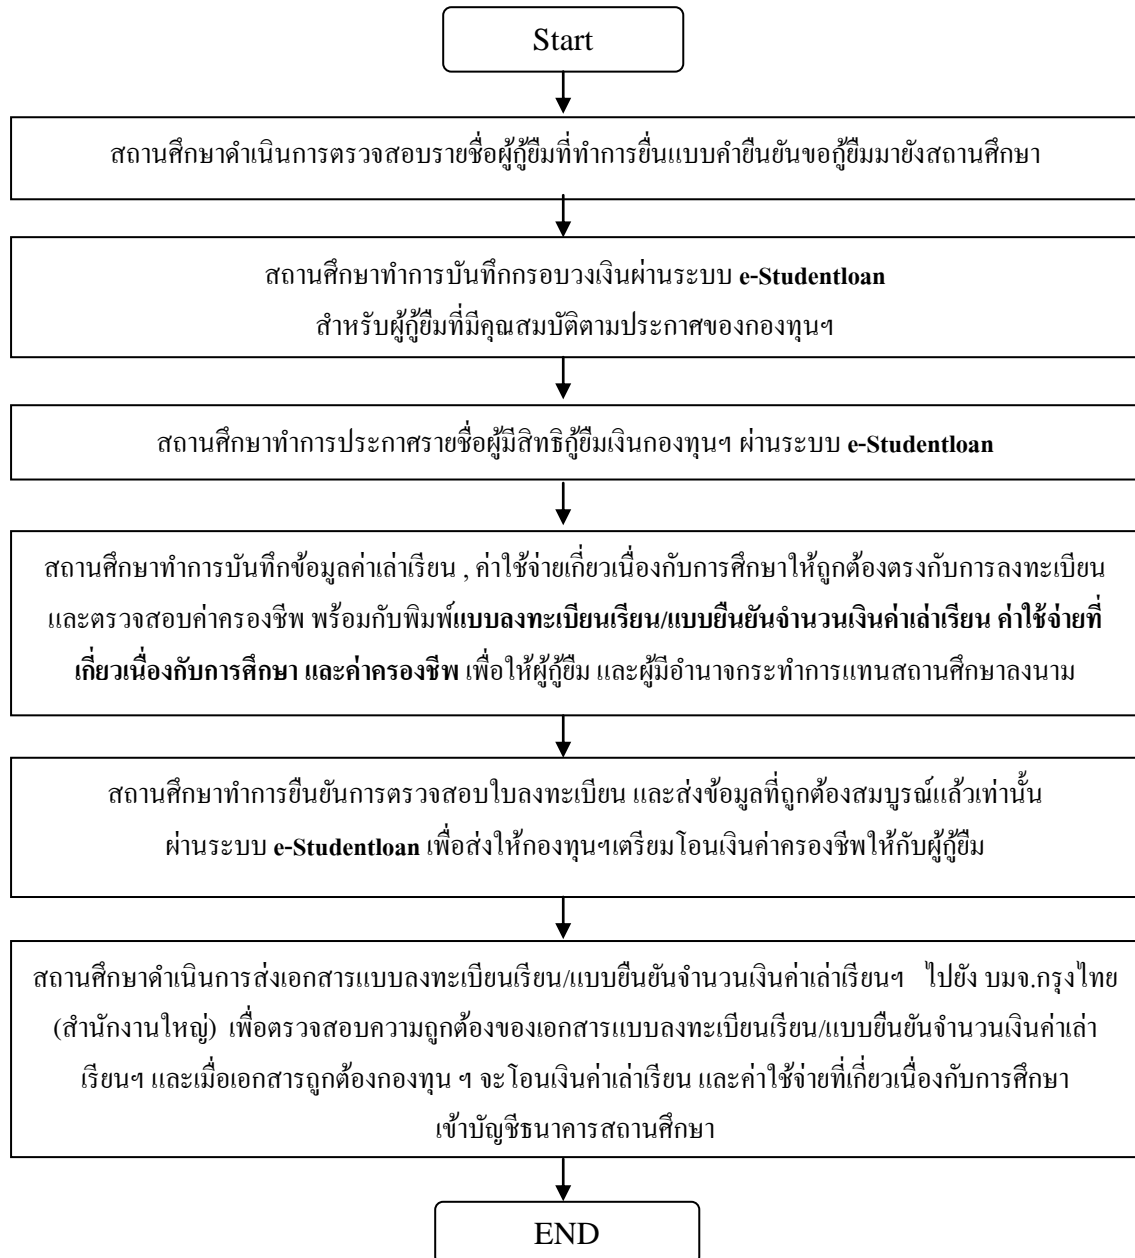 Start
สถานศึกษาดำเนินการตรวจสอบรายชื่อผู้กู้ยืมที่ทำการยื่นแบบคำยืนยันขอกู้ยืมมายังสถานศึกษา
สถานศึกษาทำการบันทึกกรอบวงเงินผ่านระบบ e-Studentloan
สำหรับผู้กู้ยืมที่มีคุณสมบัติตามประกาศของกองทุนฯ
สถานศึกษาทำการประกาศรายชื่อผู้มีสิทธิกู้ยืมเงินกองทุนฯ ผ่านระบบ e-Studentloan
สถานศึกษาทำการบันทึกข้อมูลค่าเล่าเรียน , ค่าใช้จ่ายเกี่ยวเนื่องกับการศึกษาให้ถูกต้องตรงกับการลงทะเบียน
และตรวจสอบค่าครองชีพ พร้อมกับพิมพ์แบบลงทะเบียนเรียน/แบบยืนยันจำนวนเงินค่าเล่าเรียน ค่าใช้จ่ายที่
เกี่ยวเนื่องกับการศึกษา และค่าครองชีพ เพื่อให้ผู้กู้ยืม และผู้มีอำนาจกระทำการแทนสถานศึกษาลงนาม
สถานศึกษาทำการยืนยันการตรวจสอบใบลงทะเบียน และส่งข้อมูลที่ถูกต้องสมบูรณ์แล้วเท่านั้น
ผ่านระบบ e-Studentloan เพื่อส่งให้กองทุนฯเตรียมโอนเงินค่าครองชีพให้กับผู้กู้ยืม
สถานศึกษาดำเนินการส่งเอกสารแบบลงทะเบียนเรียน/แบบยืนยันจำนวนเงินค่าเล่าเรียนฯ ไปยัง บมจ.กรุงไทย
(สำนักงานใหญ่) เพื่อตรวจสอบความถูกต้องของเอกสารแบบลงทะเบียนเรียน/แบบยืนยันจำนวนเงินค่าเล่า
เรียนฯ และเมื่อเอกสารถูกต้องกองทุน ฯ จะโอนเงินค่าเล่าเรียน และค่าใช้จ่ายที่เกี่ยวเนื่องกับการศึกษา
เข้าบัญชีธนาคารสถานศึกษา
END